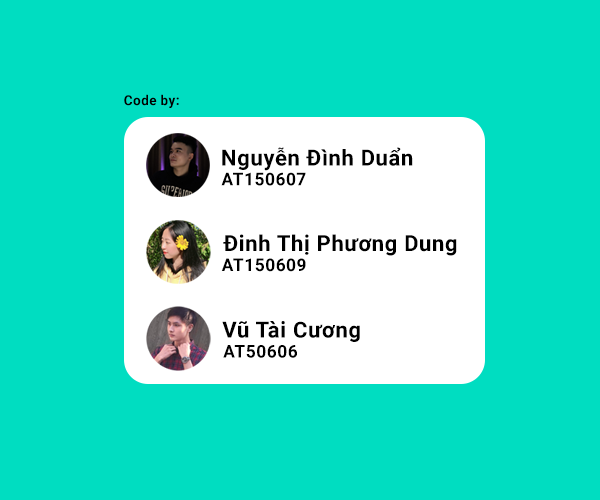 Code by:
Nguyễn Đình Duẩn
AT150607
Đinh Thị Phương Dung
AT150609
Vũ Tài Cương
AT50606